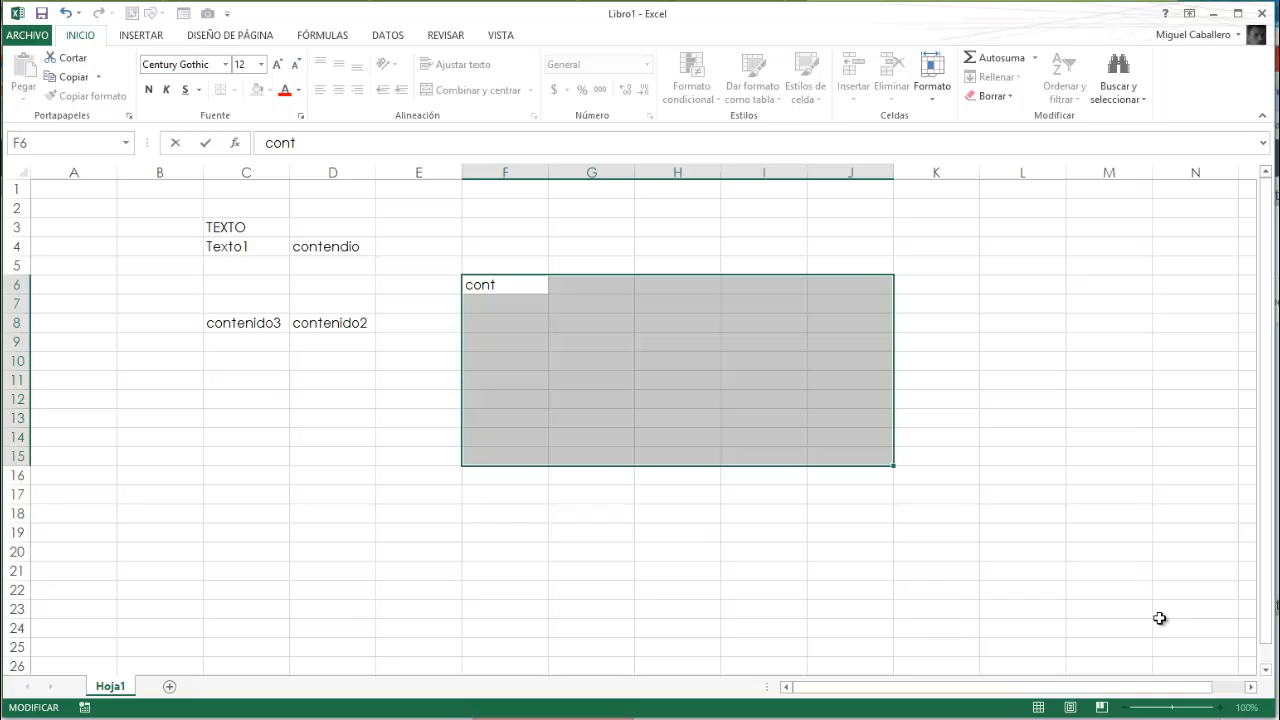 Libro1 - Excel
ARCHIVO INICIO INSERTAR DISEÑO DE PÁGINA FÓRMULAS DATOS REVISAR VISTA Miguel Caballero
Pegar
Cortar
Copiar
Copiar formato
Portapapeles
Century Gothic 12
N K S A
Fuente
Ajustar texto
Combinar y centrar
Alineación
General
$ % 000
Número
Formato condicional
Dar formato como tabla
Estilos de celda
Estilos
Insertar Eliminar Formato
Celdas
Autosuma
Rellenar
Borrar
Ordenar y filtrar
Buscar y seleccionar
Modificar
F6 fx cont
A B C D E F G H I J K L M N
1
2
3 TEXTO
4 Texto1 contendio
5
6 cont
7
8 contenido3 contenido2
9
10
11
12
13
14
15
16
17
18
19
20
21
22
23
24
25
26
Hoja1
MODIFICAR 100%